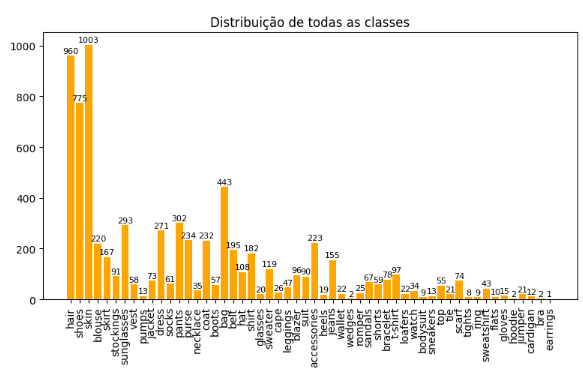 Distribuição de todas as classes
1000
800
600
400
200
0
960
775
1003
220
167
91
293
58
13
73
271
61
302
234
35
232
57
443
195
108
182
20
119
26
47
96
90
223
19
155
22
2
25
67
59
78
97
22
34
9
13
55
21
74
8
9
43
10
15
2
21
12
2
1
hair
shoes
skin
blouse
skirt
stockings
sunglasses
vest
pumps
jacket
dress
socks
pants
purse
necklace
coat
boots
bag
belt
hat
shirt
glasses
sweater
cape
leggings
blazer
suit
accessories
heels
jeans
wallet
wedges
romper
sandals
shorts
bracelet
t-shirt
loafers
watch
bodysuit
sneakers
top
tie
scarf
tights
ring
sweatshirt
flats
gloves
hoodie
jumper
cardigan
bra
earrings